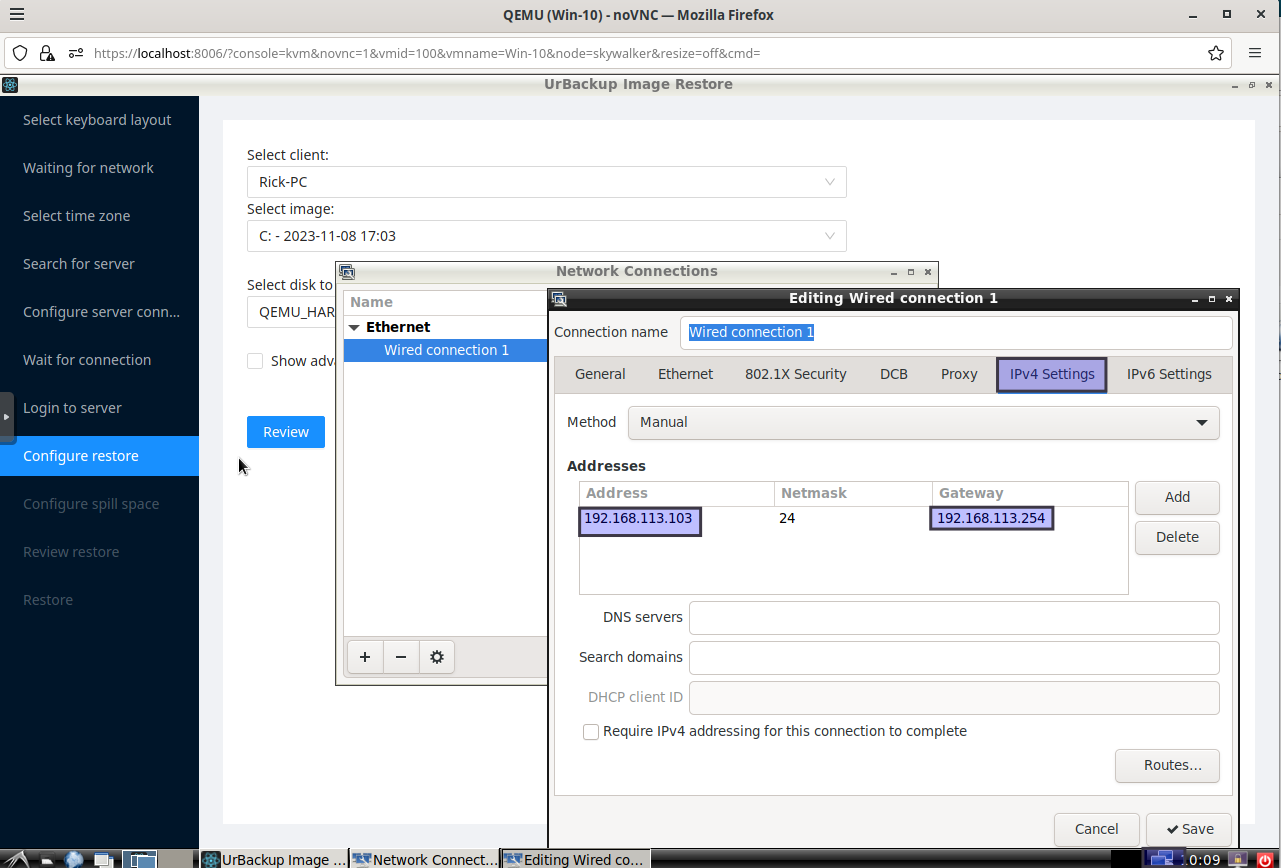 QEMU (Win-10) - noVNC — Mozilla Firefox
https://localhost:8006/?console=kvm&novnc=1&vmid=100&vmname=Win-10&node=skywalker&resize=off&cmd=
UrBackup Image Restore
Select keyboard layout
Waiting for network
Select time zone
Search for server
Configure server conn...
Wait for connection
Login to server
Configure restore
Configure spill space
Review restore
Restore
Select client:
Rick-PC
Select image:
C: - 2023-11-08 17:03
Select disk to
QEMU_HAR
Show adva
Review
Network Connections
Name
Ethernet
Wired connection 1
Editing Wired connection 1
Connection name
Wired connection 1
General
Ethernet
802.1X Security
DCB
Proxy
IPv4 Settings
IPv6 Settings
Method
Manual
Addresses
Address
Netmask
Gateway
192.168.113.103
24
192.168.113.254
Add
Delete
DNS servers
Search domains
DHCP client ID
Require IPv4 addressing for this connection to complete
Routes…
Cancel
Save
UrBackup Image ...
Network Connect...
Editing Wired co...
0:09